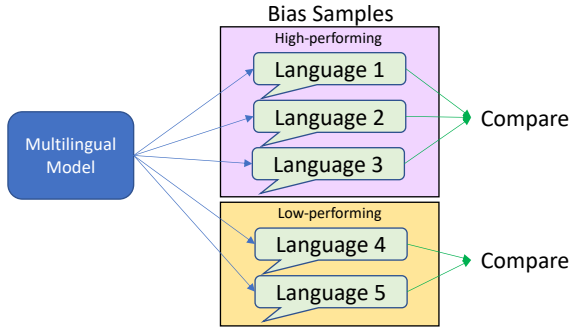 Bias Samples
High-performing
Language 1
Language 2
Language 3
Compare
Multilingual
Model
Low-performing
Language 4
Language 5
Compare